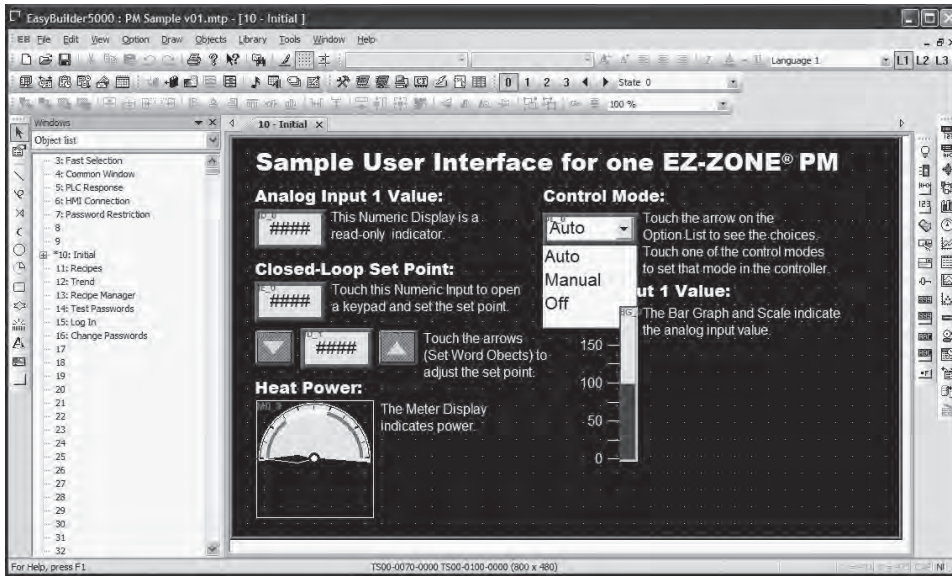 EasyBuilder5000 : PM Sample v01.mtp - [10 - Initial ]
EB File Edit View Option Draw Objects Library Tools Window Help
Language 1
L1 L2 L3
0 1 2 3 State 0
100 %
Windows
10 - Initial
Object list
3: Fast Selection
4: Common Window
5: PLC Response
6: HMI Connection
7: Password Restriction
8
9
*10: Initial
11: Recipes
12: Trend
13: Recipe Manager
14: Test Passwords
15: Log In
16: Change Passwords
17
18
19
20
21
22
23
24
25
26
27
28
29
30
31
32
Sample User Interface for one EZ-ZONE® PM
Analog Input 1 Value:
####
This Numeric Display is a
read-only indicator.
Closed-Loop Set Point:
####
Touch this Numeric Input to open
a keypad and set the set point.
####
Touch the arrows
(Set Word Obects) to
adjust the set point.
Heat Power:
The Meter Display
indicates power.
Control Mode:
Auto
Auto
Manual
Off
Touch the arrow on the
Option List to see the choices.
Touch one of the control modes
to set that mode in the controller.
ut 1 Value:
The Bar Graph and Scale indicate
the analog input value.
150
100
50
0
For Help, press F1
TS00-0070-0000 TS00-0100-0000 (800 x 480)